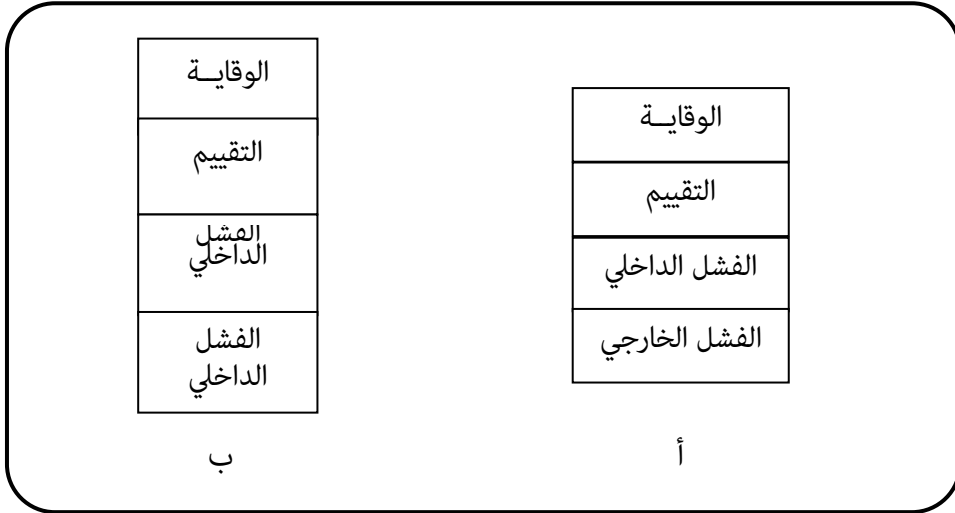 الوقايــة
التقييم
الفشل الداخلي
الفشل الخارجي
أ
الوقايــة
التقييم
الفشل
الداخلي
الفشل
الداخلي
ب